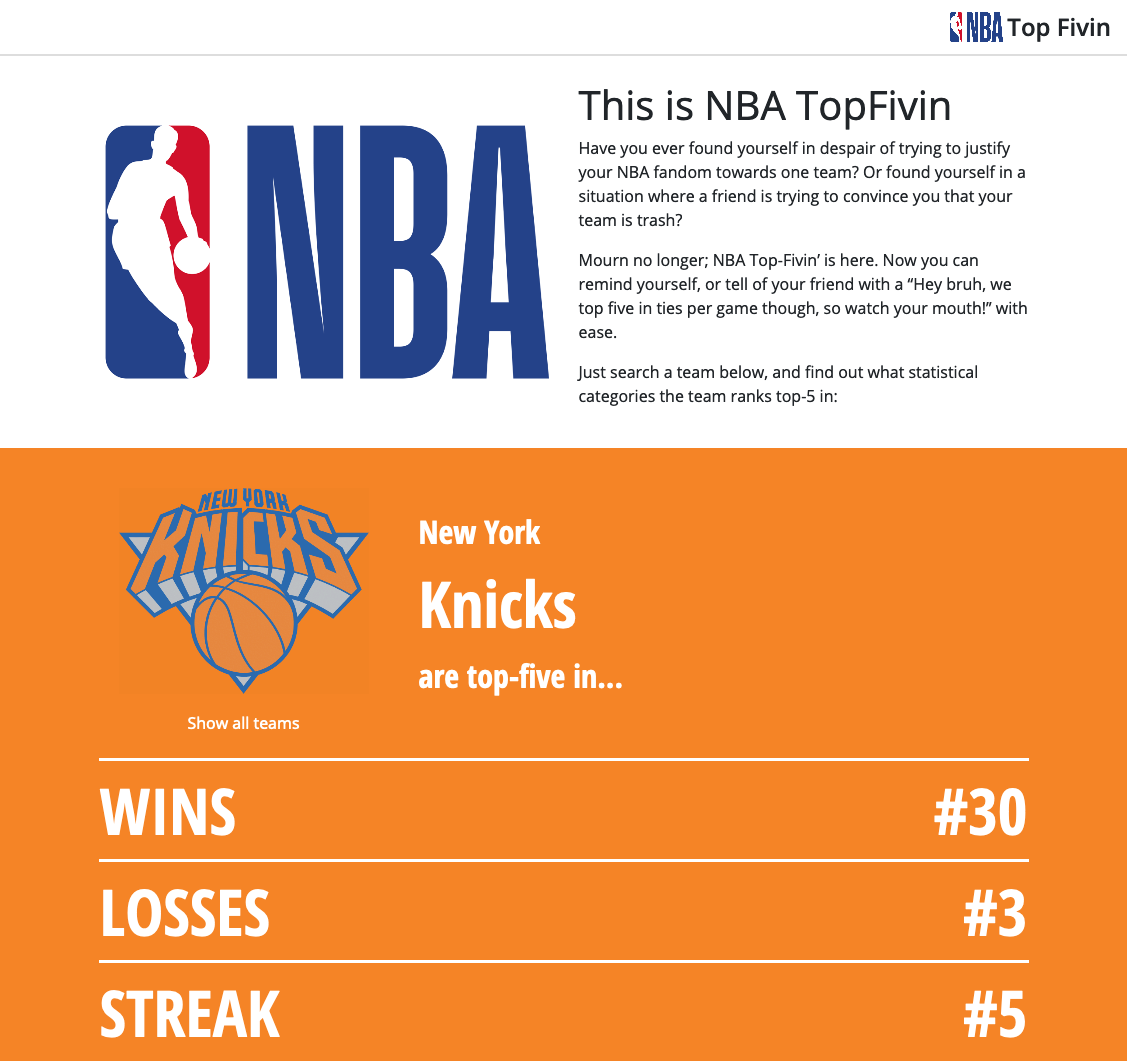 NBA Top Fivin
NBA
This is NBA TopFivin
Have you ever found yourself in despair of trying to justify
your NBA fandom towards one team? Or found yourself in a
situation where a friend is trying to convince you that your
team is trash?
Mourn no longer; NBA Top-Fivin’ is here. Now you can
remind yourself, or tell of your friend with a “Hey bruh, we
top five in ties per game though, so watch your mouth!” with
ease.
Just search a team below, and find out what statistical
categories the team ranks top-5 in:
NEW YORK
KNICKS
New York
Knicks
are top-five in...
Show all teams
WINS #30
LOSSES #3
STREAK #5